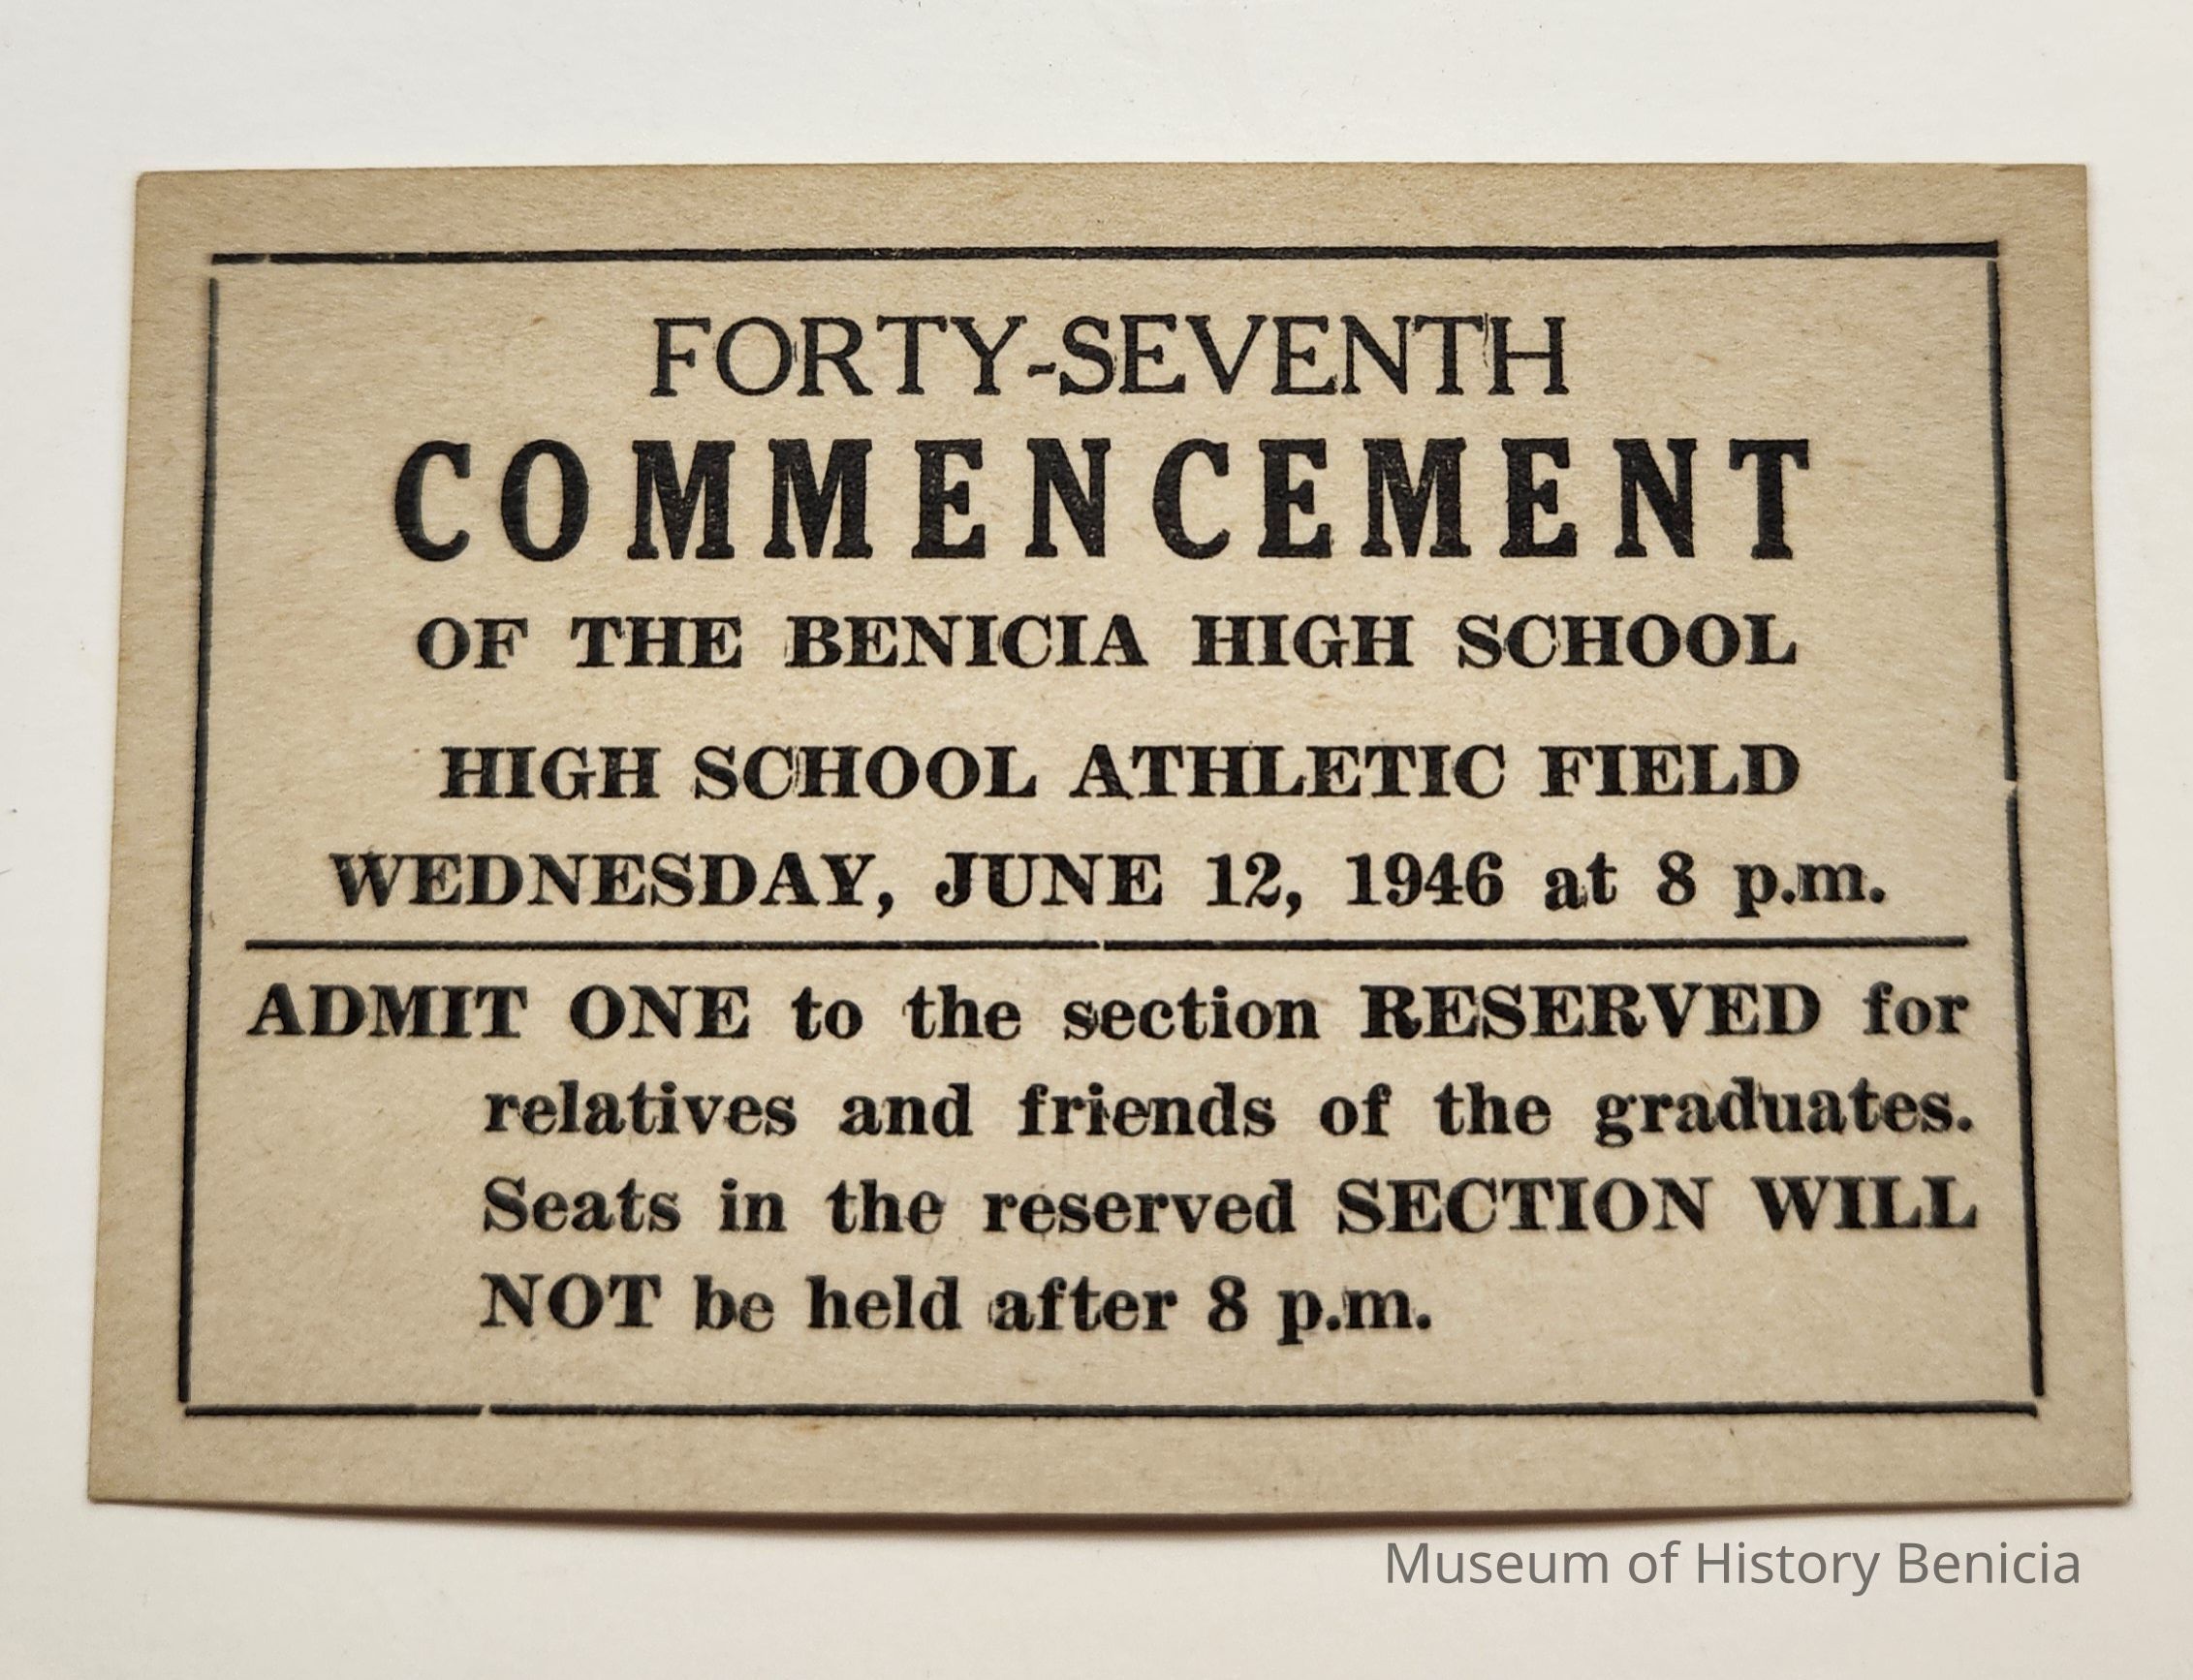 FORTY-SEVENTH
COMMENCEMENT
OF THE BENICIA HIGH SCHOOL
HIGH SCHOOL ATHLETIC FIELD
WEDNESDAY, JUNE 12, 1946 at 8 p.m.
ADMIT ONE to the section RESERVED for
relatives and friends of the graduates.
Seats in the reserved SECTION WILL
NOT be held after 8 p.m.
Museum of History Benicia